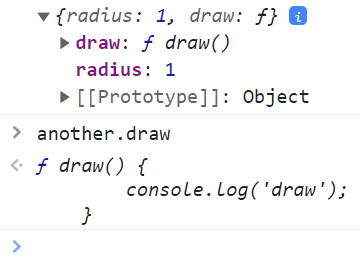 ▼ {radius: 1, draw: ƒ} i
▶ draw: ƒ draw()
radius: 1
▶ [[Prototype]]: Object
> another.draw
<· ƒ draw() {
console.log('draw');
}
>